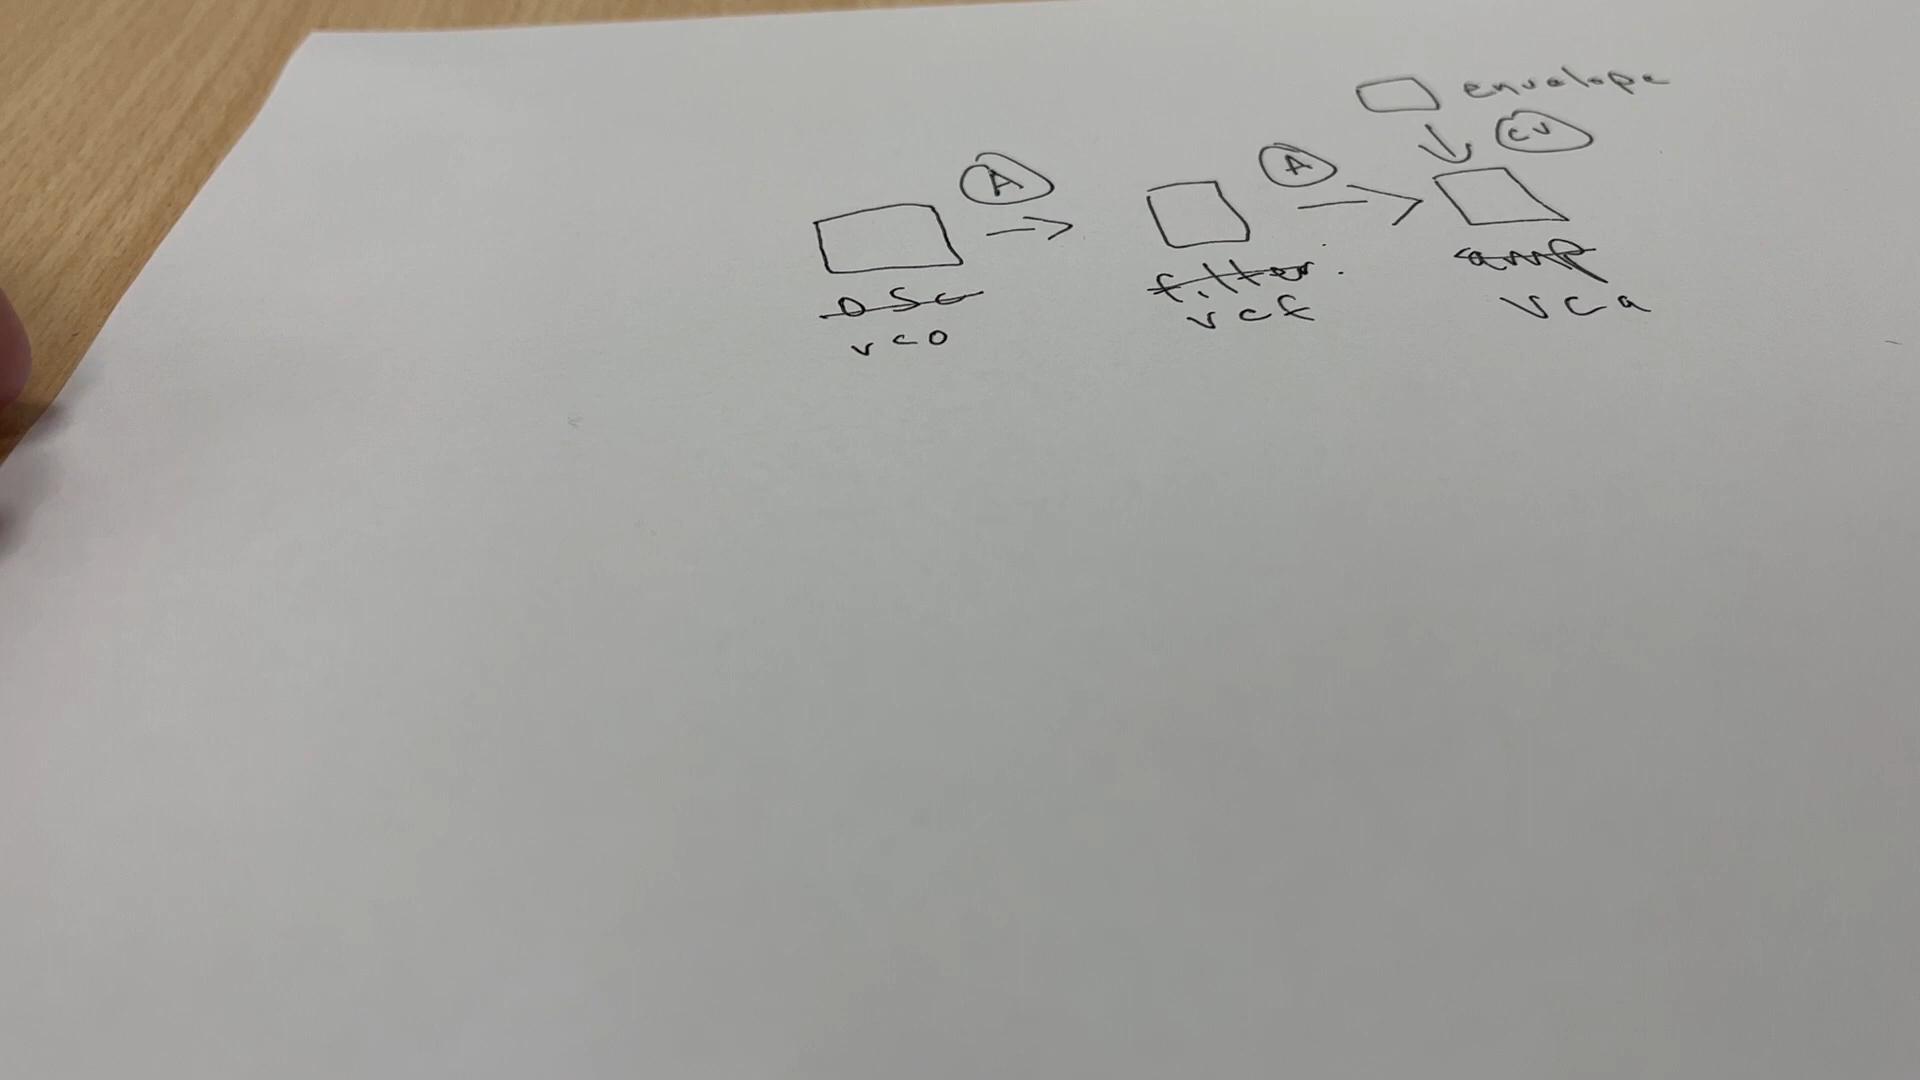 envelope
CV
A
A
osc
filter.
amp
vco
vcf
vca